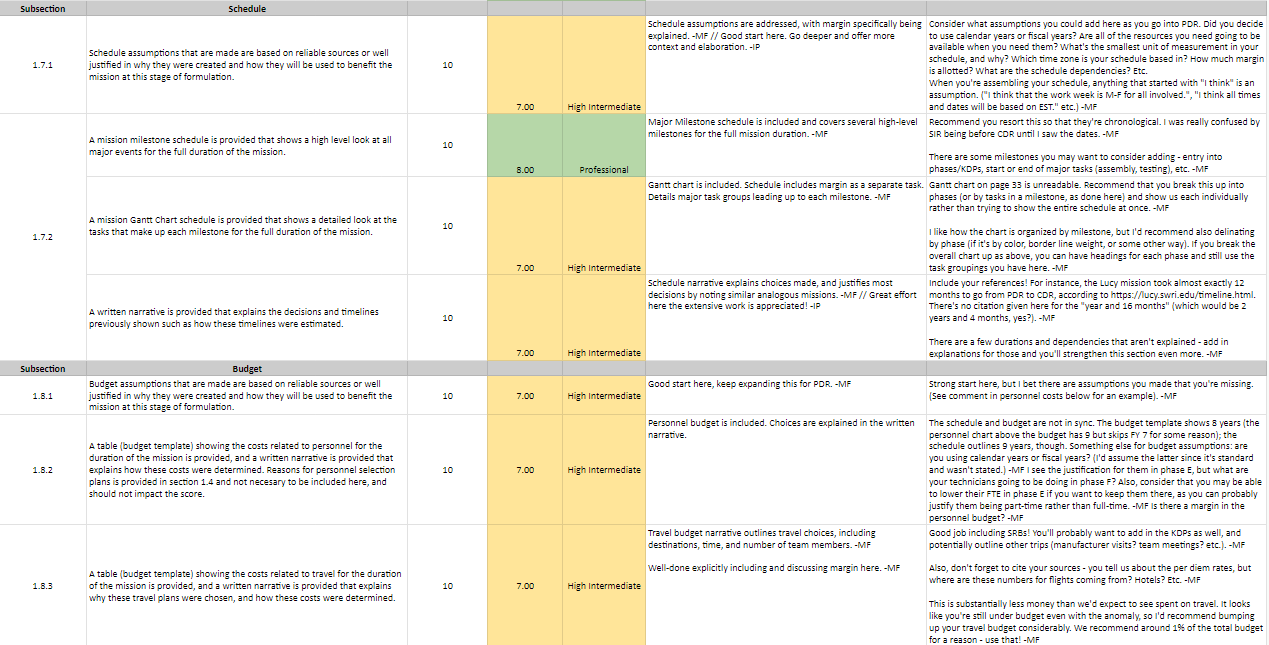 Subsection Schedule
1.7.1
Schedule assumptions that are made are based on reliable sources or well
justified in why they were created and how they will be used to benefit the
mission at this stage of formulation.
10
7.00 High Intermediate
Schedule assumptions are addressed, with margin specifically being
explained. -MF // Good start here. Go deeper and offer more
context and elaboration. -IP
Consider what assumptions you could add here as you go into PDR. Did you decide
to use calendar years or fiscal years? Are all of the resources you need going to be
available when you need them? What's the smallest unit of measurement in your
schedule, and why? Which time zone is your schedule based in? How much margin
is allotted? What are the schedule dependencies? Etc.
When you're assembling your schedule, anything that started with "I think" is an
assumption. ("I think that the work week is M-F for all involved.", "I think all times
and dates will be based on EST." etc.) -MF
1.7.2
A mission milestone schedule is provided that shows a high level look at all
major events for the full duration of the mission.
10
8.00 Professional
Major Milestone schedule is included and covers several high-level
milestones for the full mission duration. -MF
Recommend you resort this so that they're chronological. I was really confused by
SIR being before CDR until I saw the dates. -MF
There are some milestones you may want to consider adding - entry into
phases/KDPs, start or end of major tasks (assembly, testing), etc. -MF
A mission Gantt Chart schedule is provided that shows a detailed look at the
tasks that make up each milestone for the full duration of the mission.
10
7.00 High Intermediate
Gantt chart is included. Schedule includes margin as a separate task.
Details major task groups leading up to each milestone. -MF
Gantt chart on page 33 is unreadable. Recommend that you break this up into
phases (or by tasks in a milestone, as done here) and show us each individually
rather than trying to show the entire schedule at once. -MF
I like how the chart is organized by milestone, but I'd recommend also delinating
by phase (if it's by color, border line weight, or some other way). If you break the
overall chart up as above, you can have headings for each phase and still use the
task groupings you have here. -MF
A written narrative is provided that explains the decisions and timelines
previously shown such as how these timelines were estimated.
10
7.00 High Intermediate
Schedule narrative explains choices made, and justifies most
decisions by noting similar analogous missions. -MF // Great effort
here the extensive work is appreciated! -IP
Include your references! For instance, the Lucy mission took almost exactly 12
months to go from PDR to CDR, according to https://lucy.swri.edu/timeline.html.
There's no citation given here for the "year and 16 months" (which would be 2
years and 4 months, yes?). -MF
There are a few durations and dependencies that aren't explained - add in
explanations for those and you'll strengthen this section even more. -MF
Subsection Budget
1.8.1
Budget assumptions that are made are based on reliable sources or well
justified in why they were created and how they will be used to benefit the
mission at this stage of formulation.
10
7.00 High Intermediate
Good start here, keep expanding this for PDR. -MF
Strong start here, but I bet there are assumptions you made that you're missing.
(See comment in personnel costs below for an example). -MF
1.8.2
A table (budget template) showing the costs related to personnel for the
duration of the mission is provided, and a written narrative is provided that
explains how these costs were determined. Reasons for personnel selection
plans is provided in section 1.4 and not necesary to be included here, and
should not impact the score.
10
7.00 High Intermediate
Personnel budget is included. Choices are explained in the written
narrative.
The schedule and budget are not in sync. The budget template shows 8 years (the
personnel chart above the budget has 9 but skips FY 7 for some reason); the
schedule outlines 9 years, though. Something else for budget assumptions: are
you using calendar years or fiscal years? (I'd assume the latter since it's standard
and wasn't stated.) -MF I see the justification for them in phase E, but what are
your technicians going to be doing in phase F? Also, consider that you may be able
to lower their FTE in phase E if you want to keep them there, as you can probably
justify them being part-time rather than full-time. -MF Is there a margin in the
personnel budget? -MF
1.8.3
A table (budget template) showing the costs related to travel for the duration
of the mission is provided, and a written narrative is provided that explains
why these travel plans were chosen, and how these costs were determined.
10
7.00 High Intermediate
Travel budget narrative outlines travel choices, including
destinations, time, and number of team members. -MF
Well-done explicitly including and discussing margin here. -MF
Good job including SRBs! You'll probably want to add in the KDPs as well, and
potentially outline other trips (manufacturer visits? team meetings? etc.). -MF
Also, don't forget to cite your sources - you tell us about the per diem rates, but
where are these numbers for flights coming from? Hotels? Etc. -MF
This is substantially less money than we'd expect to see spent on travel. It looks
like you're still under budget even with the anomaly, so I'd recommend bumping
up your travel budget considerably. We recommend around 1% of the total budget
for a reason - use that! -MF